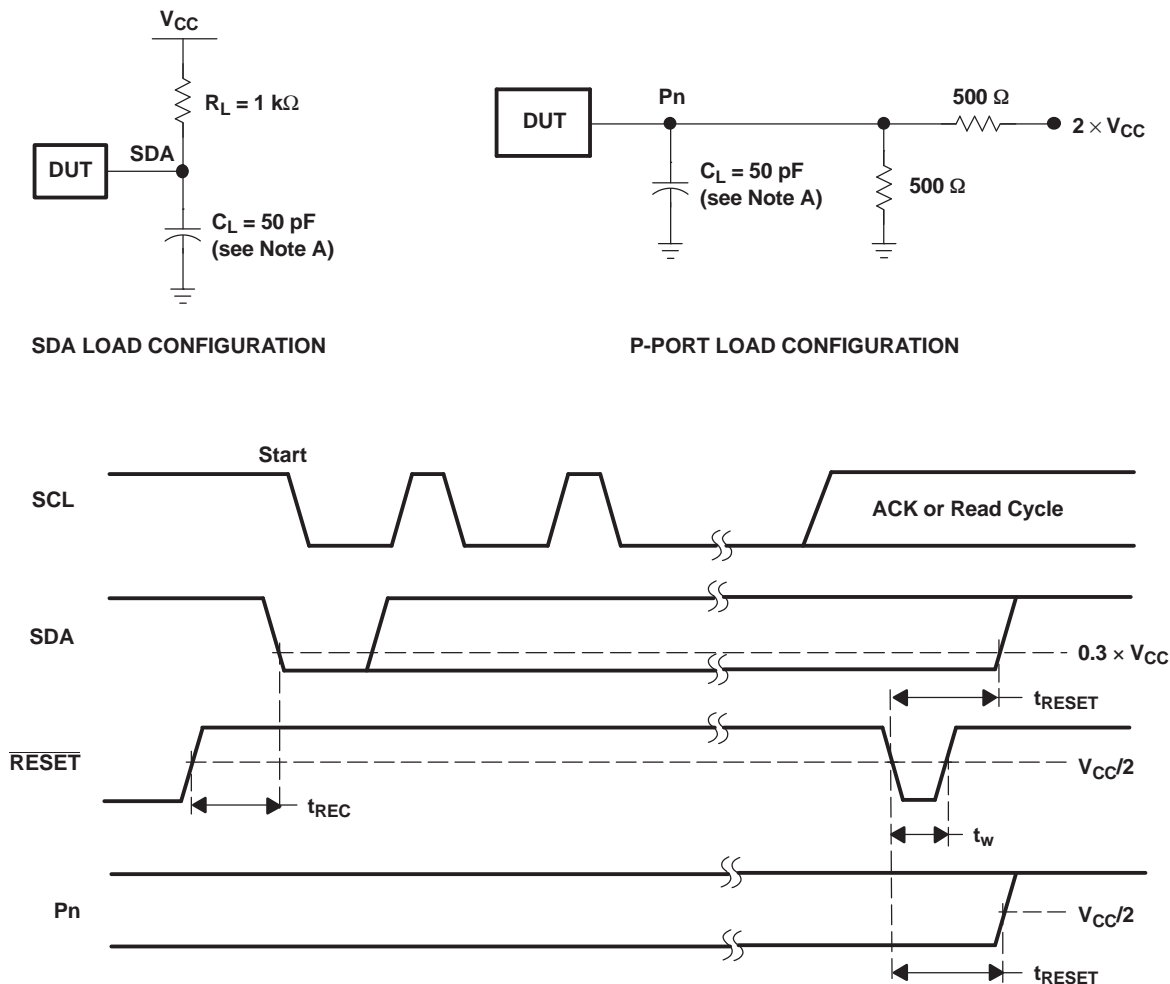 VCC
RL = 1 kΩ
DUT
SDA
CL = 50 pF
(see Note A)
SDA LOAD CONFIGURATION
DUT
Pn
500 Ω
2 × VCC
CL = 50 pF
(see Note A)
500 Ω
P-PORT LOAD CONFIGURATION
Start
SCL
ACK or Read Cycle
SDA
0.3 × VCC
tRESET
RESET
VCC/2
tREC
tw
Pn
VCC/2
tRESET